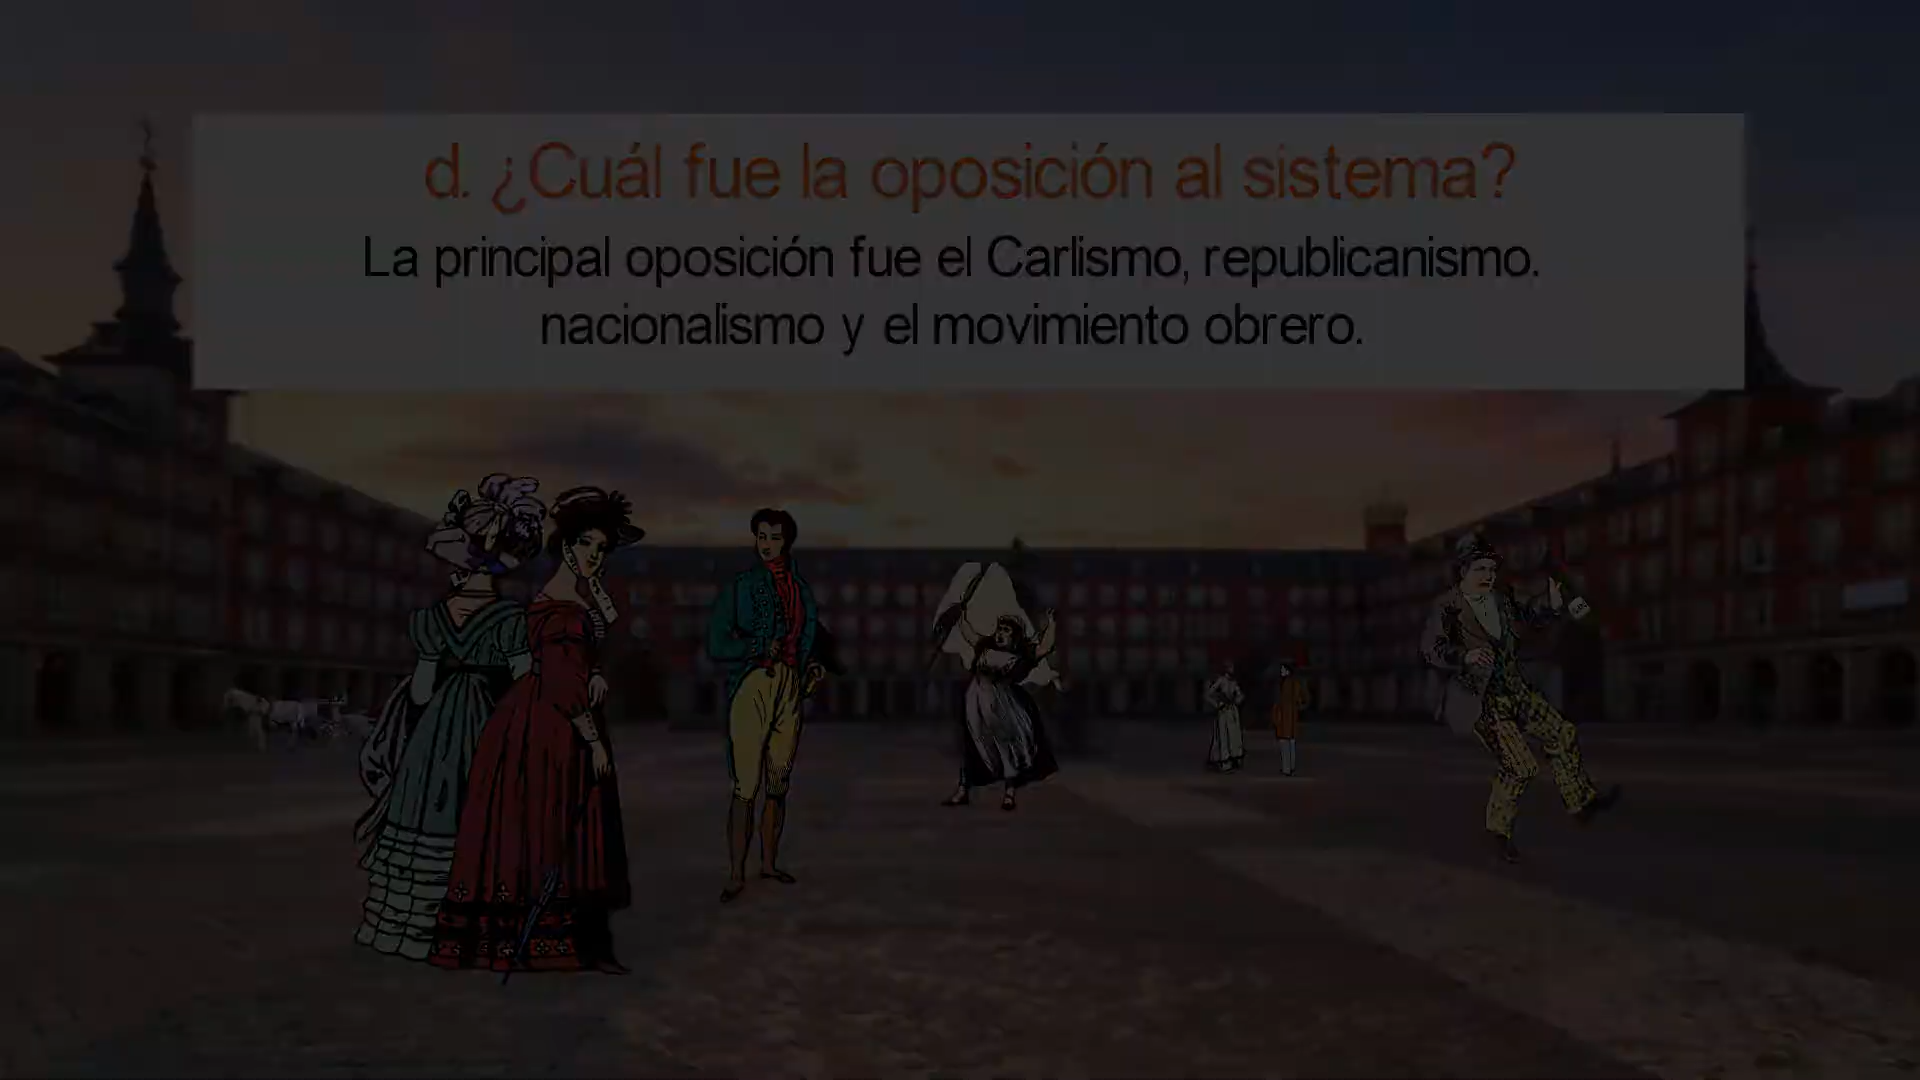 d. ¿Cuál fue la oposición al sistema?
La principal oposición fue el Carlismo, republicanismo.
nacionalismo y el movimiento obrero.